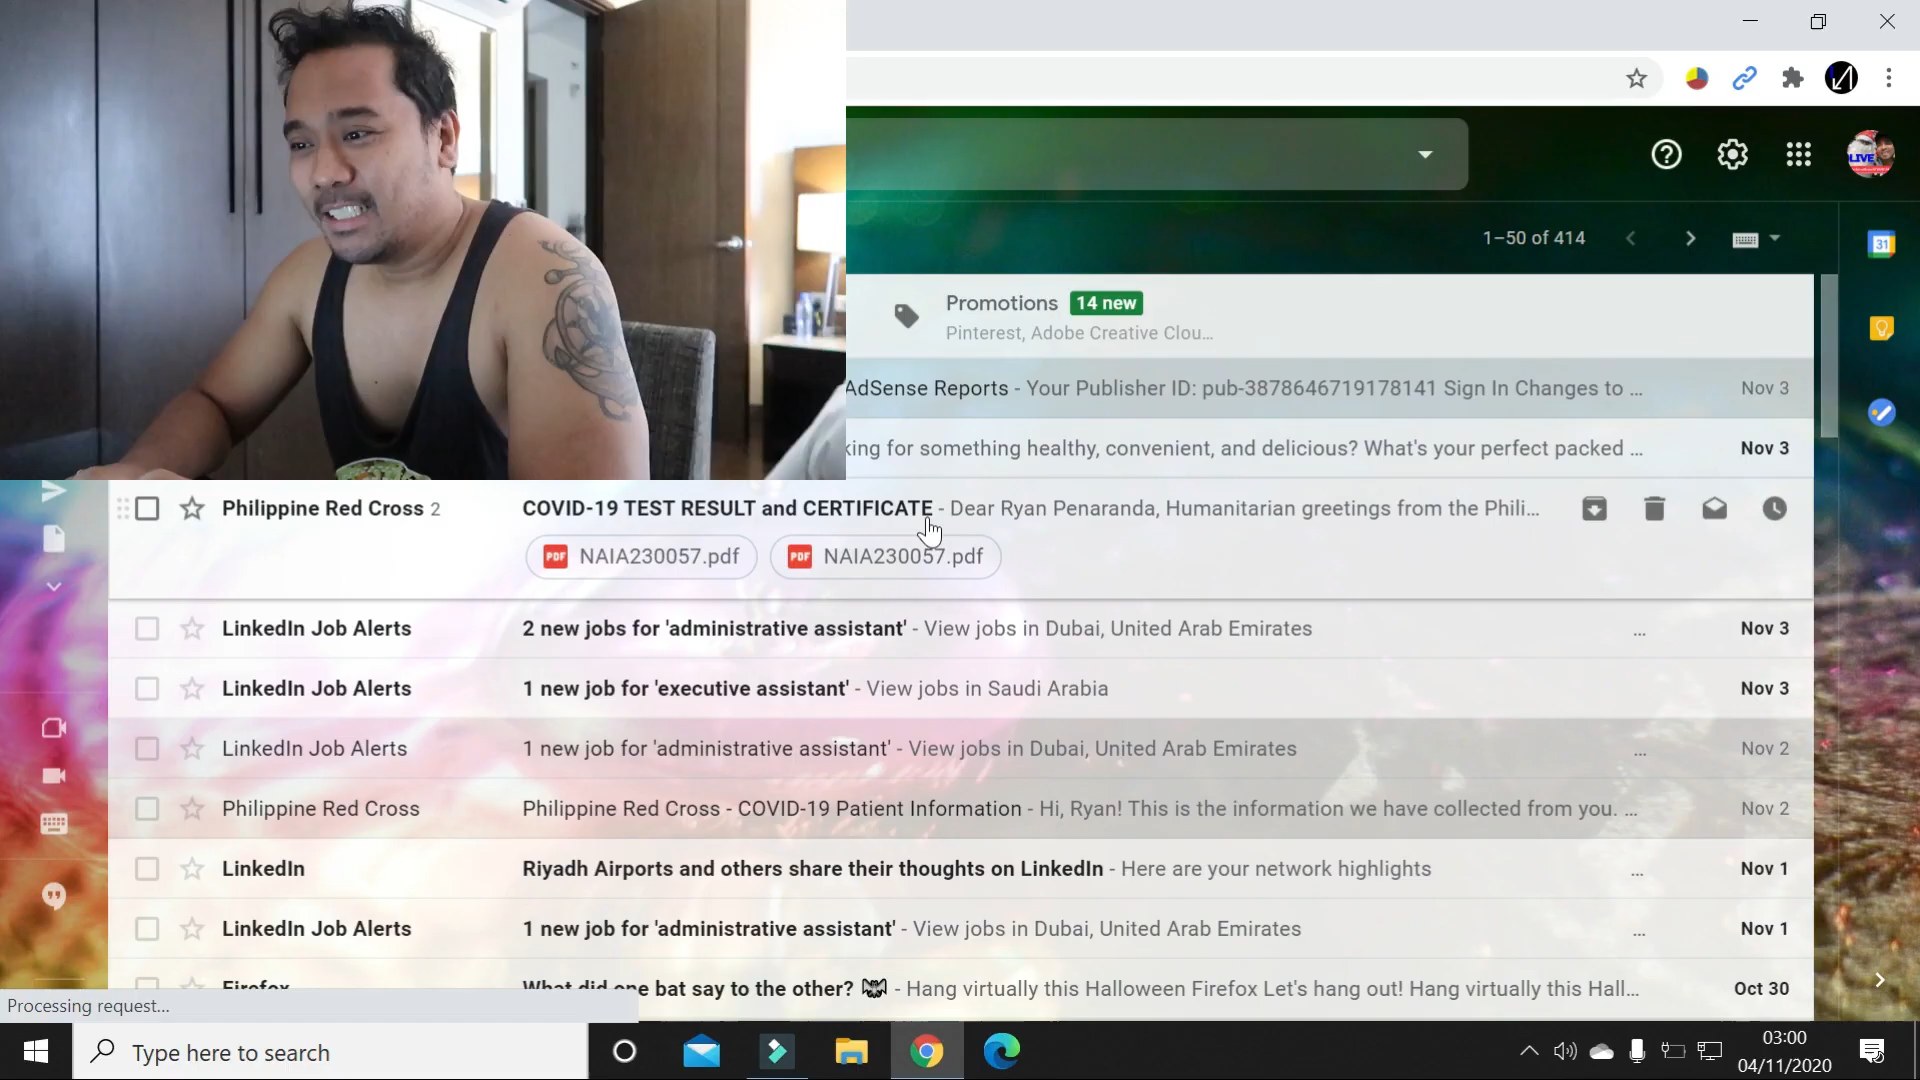 LIVE
1–50 of 414
31
Promotions 14 new
Pinterest, Adobe Creative Clou...
AdSense Reports - Your Publisher ID: pub-3878646719178141 Sign In Changes to ... Nov 3
king for something healthy, convenient, and delicious? What's your perfect packed ... Nov 3
Philippine Red Cross 2 COVID-19 TEST RESULT and CERTIFICATE - Dear Ryan Penaranda, Humanitarian greetings from the Phili...
PDF NAIA230057.pdf PDF NAIA230057.pdf
LinkedIn Job Alerts 2 new jobs for 'administrative assistant' - View jobs in Dubai, United Arab Emirates ... Nov 3
LinkedIn Job Alerts 1 new job for 'executive assistant' - View jobs in Saudi Arabia Nov 3
LinkedIn Job Alerts 1 new job for 'administrative assistant' - View jobs in Dubai, United Arab Emirates ... Nov 2
Philippine Red Cross Philippine Red Cross - COVID-19 Patient Information - Hi, Ryan! This is the information we have collected from you. ... Nov 2
LinkedIn Riyadh Airports and others share their thoughts on LinkedIn - Here are your network highlights ... Nov 1
LinkedIn Job Alerts 1 new job for 'administrative assistant' - View jobs in Dubai, United Arab Emirates ... Nov 1
Firefox What did one bat say to the other? 🦇 - Hang virtually this Halloween Firefox Let's hang out! Hang virtually this Hall... Oct 30
Processing request...
Type here to search
03:00
04/11/2020